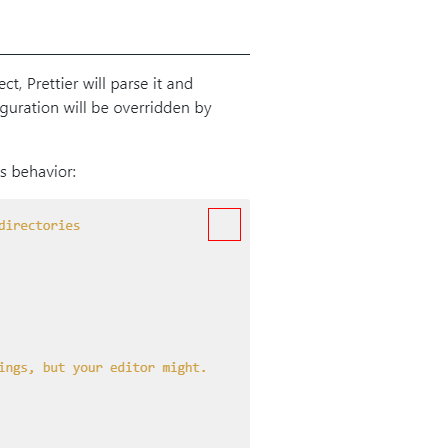 ect, Prettier will parse it and
guration will be overridden by
s behavior:
directories
ings, but your editor might.